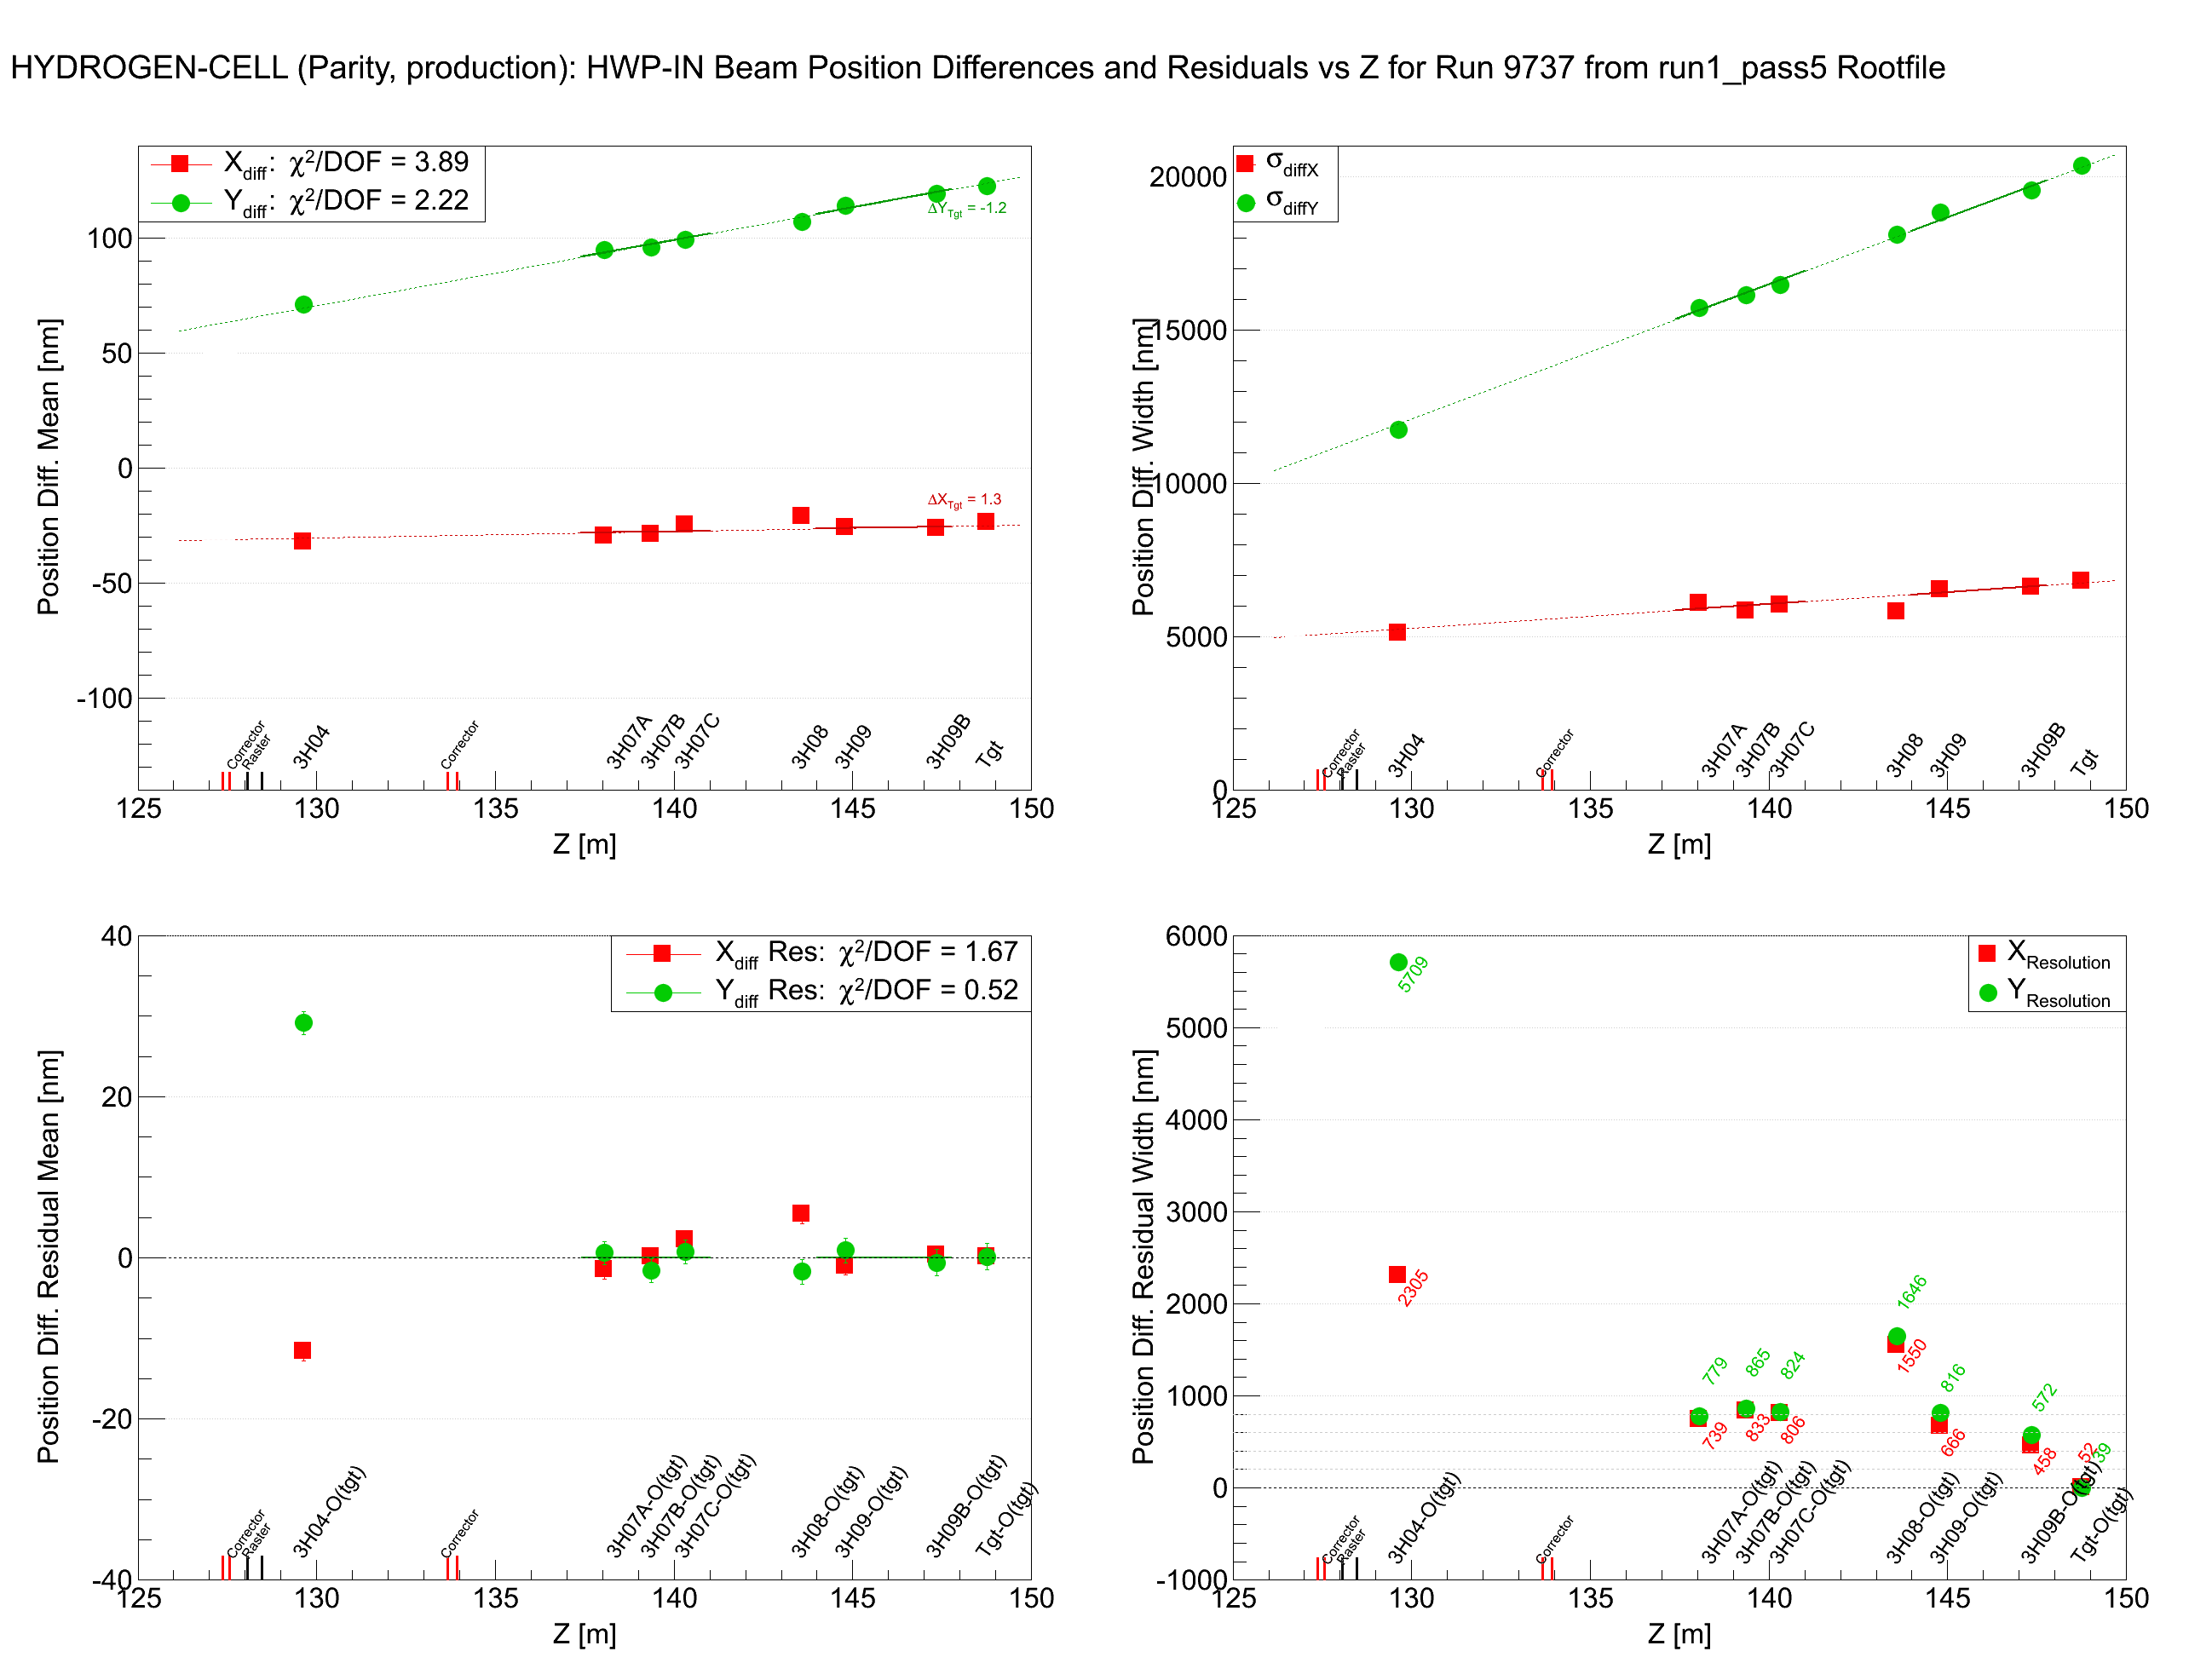 HYDROGEN-CELL (Parity, production): HWP-IN Beam Position Differences and Residuals vs Z for Run 9737 from run1_pass5 Rootfile
Xdiff: χ²/DOF = 3.89
Ydiff: χ²/DOF = 2.22
Position Diff. Mean [nm]
100
50
0
-50
-100
ΔYTgt = -1.2
ΔXTgt = 1.3
Corrector
Raster
3H04
Corrector
3H07A
3H07B
3H07C
3H08
3H09
3H09B
Tgt
125 130 135 140 145 150
Z [m]
σdiffX
σdiffY
Position Diff. Width [nm]
20000
15000
10000
5000
0
Corrector
Raster
3H04
Corrector
3H07A
3H07B
3H07C
3H08
3H09
3H09B
Tgt
125 130 135 140 145 150
Z [m]
Xdiff Res: χ²/DOF = 1.67
Ydiff Res: χ²/DOF = 0.52
Position Diff. Residual Mean [nm]
40
20
0
-20
-40
Corrector
Raster
3H04-O(tgt)
Corrector
3H07A-O(tgt)
3H07B-O(tgt)
3H07C-O(tgt)
3H08-O(tgt)
3H09-O(tgt)
3H09B-O(tgt)
Tgt-O(tgt)
125 130 135 140 145 150
Z [m]
XResolution
YResolution
Position Diff. Residual Width [nm]
6000
5000
4000
3000
2000
1000
0
-1000
5709
2305
779
865
824
739
833
806
1646
1550
816
666
572
458
52
39
Corrector
Raster
3H04-O(tgt)
Corrector
3H07A-O(tgt)
3H07B-O(tgt)
3H07C-O(tgt)
3H08-O(tgt)
3H09-O(tgt)
3H09B-O(tgt)
Tgt-O(tgt)
125 130 135 140 145 150
Z [m]